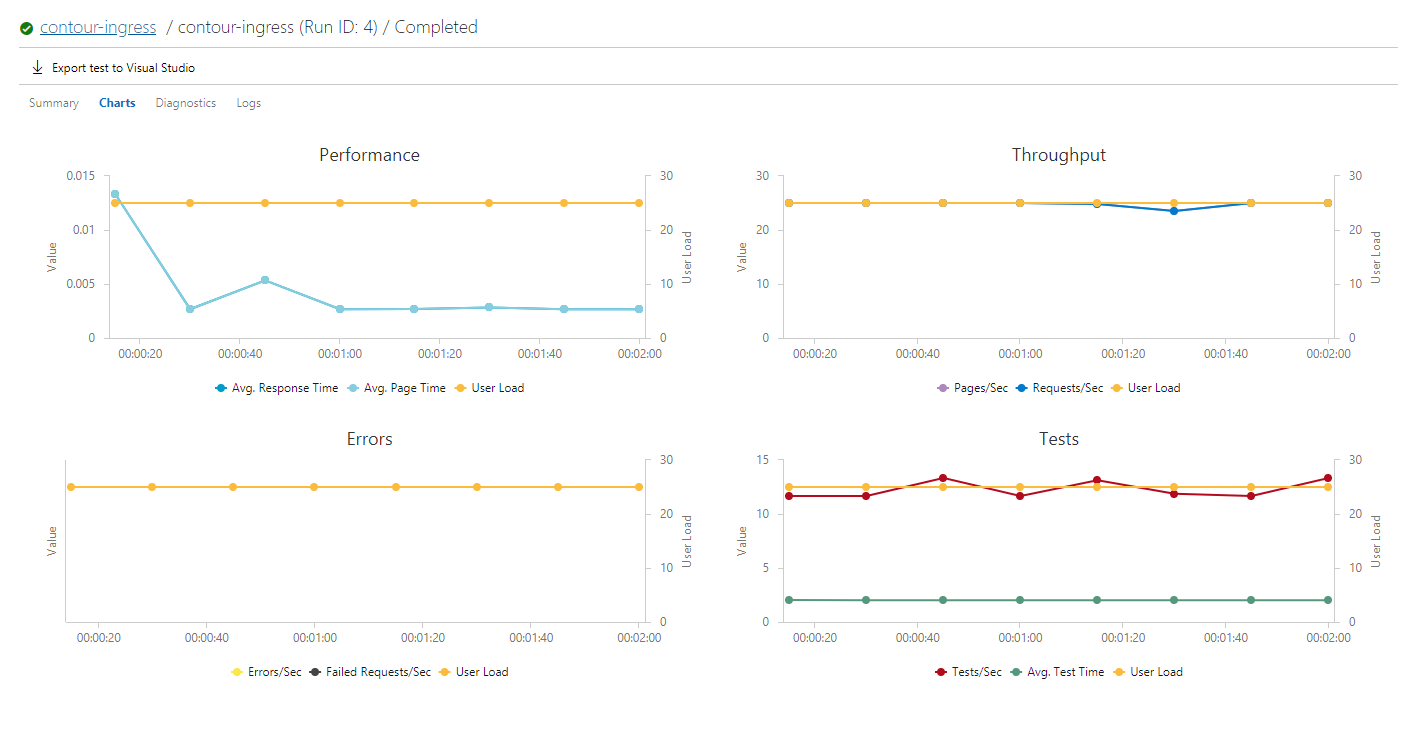 contour-ingress / contour-ingress (Run ID: 4) / Completed
Export test to Visual Studio
Summary Charts Diagnostics Logs
Performance
0.015
0.01
0.005
0
Value
30
20
10
0
User Load
00:00:20 00:00:40 00:01:00 00:01:20 00:01:40 00:02:00
Avg. Response Time Avg. Page Time User Load
Throughput
30
20
10
0
Value
30
20
10
0
User Load
00:00:20 00:00:40 00:01:00 00:01:20 00:01:40 00:02:00
Pages/Sec Requests/Sec User Load
Errors
Value
30
20
10
0
User Load
00:00:20 00:00:40 00:01:00 00:01:20 00:01:40 00:02:00
Errors/Sec Failed Requests/Sec User Load
Tests
15
10
5
0
Value
30
20
10
0
User Load
00:00:20 00:00:40 00:01:00 00:01:20 00:01:40 00:02:00
Tests/Sec Avg. Test Time User Load